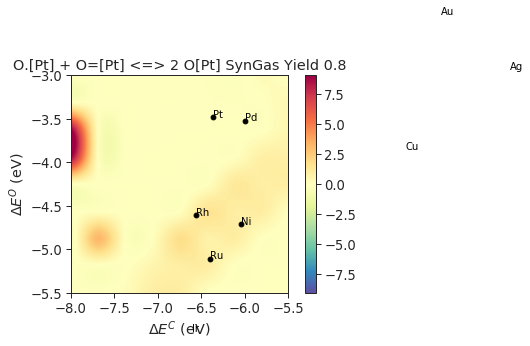 Au
Ag
O.[Pt] + O=[Pt] <=> 2 O[Pt] SynGas Yield 0.8
Cu
−3.0
−3.5
−4.0
−4.5
−5.0
−5.5
ΔE^O (eV)
Pt
Pd
Rh
Ni
Ru
7.5
5.0
2.5
0.0
−2.5
−5.0
−7.5
−8.0 −7.5 −7.0 −6.5 −6.0 −5.5
ΔE^C (eV)
Ir